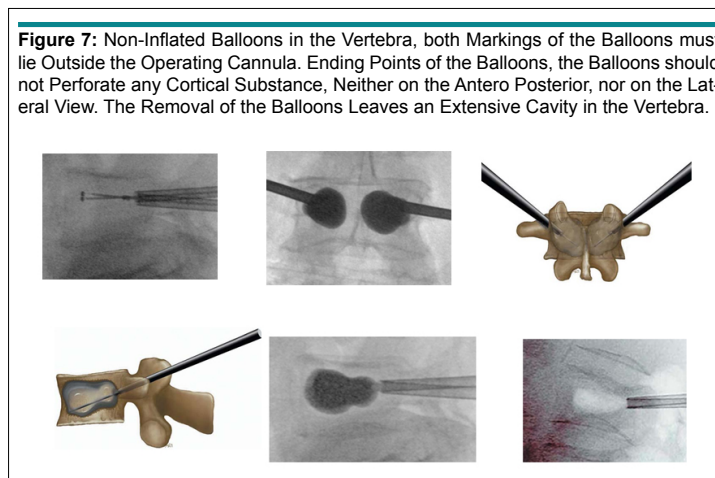 Figure 7: Non-Inflated Balloons in the Vertebra, both Markings of the Balloons must
lie Outside the Operating Cannula. Ending Points of the Balloons, the Balloons should
not Perforate any Cortical Substance, Neither on the Antero Posterior, nor on the Lat-
eral View. The Removal of the Balloons Leaves an Extensive Cavity in the Vertebra.